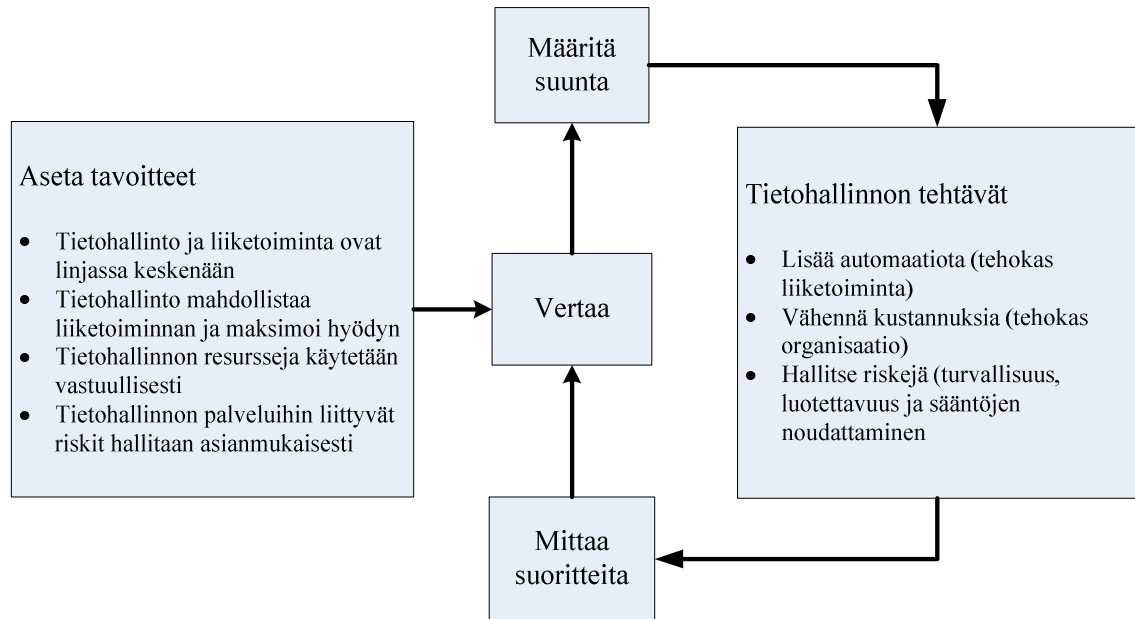 Määritä
suunta
Aseta tavoitteet
• Tietohallinto ja liiketoiminta ovat
linjassa keskenään
• Tietohallinto mahdollistaa
liiketoiminnan ja maksimoi hyödyn
• Tietohallinnon resursseja käytetään
vastuullisesti
• Tietohallinnon palveluihin liittyvät
riskit hallitaan asianmukaisesti
Vertaa
Tietohallinnon tehtävät
• Lisää automaatiota (tehokas
liiketoiminta)
• Vähennä kustannuksia (tehokas
organisaatio)
• Hallitse riskejä (turvallisuus,
luotettavuus ja sääntöjen
noudattaminen
Mittaa
suoritteita